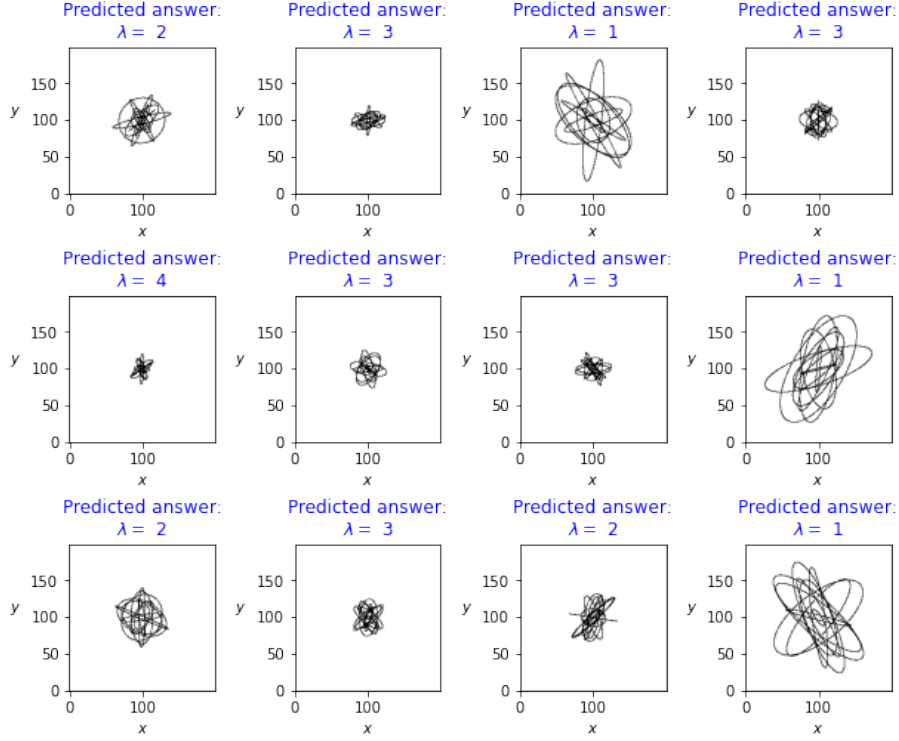 Predicted answer: Predicted answer: Predicted answer: Predicted answer:
λ = 2 λ = 3 λ = 1 λ = 3
150 150 150 150
y 100 y 100 y 100 y 100
50 50 50 50
0 0 0 0
0 100 0 100 0 100 0 100
x x x x
Predicted answer: Predicted answer: Predicted answer: Predicted answer:
λ = 4 λ = 3 λ = 3 λ = 1
150 150 150 150
y 100 y 100 y 100 y 100
50 50 50 50
0 0 0 0
0 100 0 100 0 100 0 100
x x x x
Predicted answer: Predicted answer: Predicted answer: Predicted answer:
λ = 2 λ = 3 λ = 2 λ = 1
150 150 150 150
y 100 y 100 y 100 y 100
50 50 50 50
0 0 0 0
0 100 0 100 0 100 0 100
x x x x